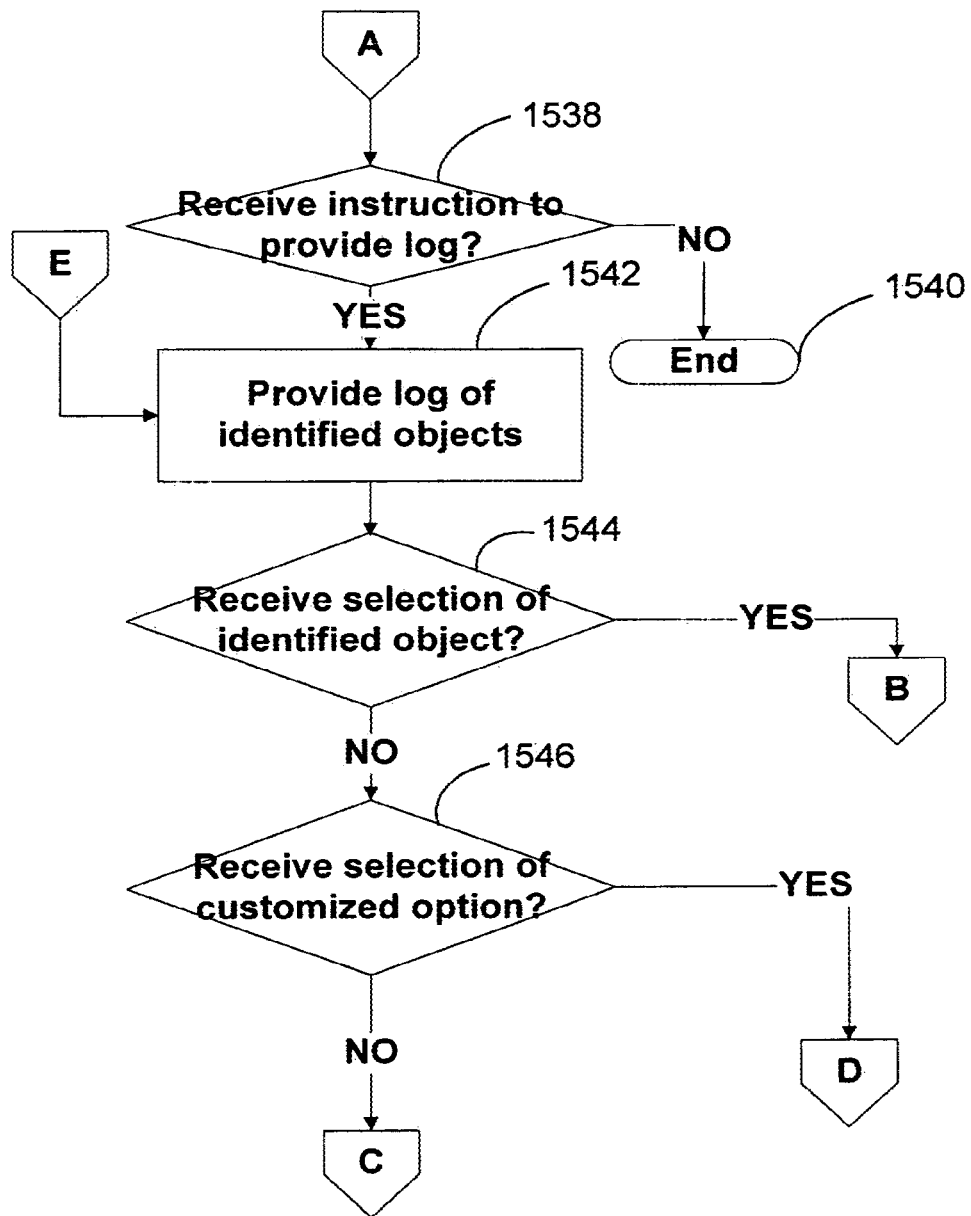 A
1538
Receive instruction to
provide log?
NO
E
1542
1540
YES
End
Provide log of
identified objects
1544
Receive selection of
identified object?
YES
B
NO
1546
Receive selection of
customized option?
YES
NO
D
C